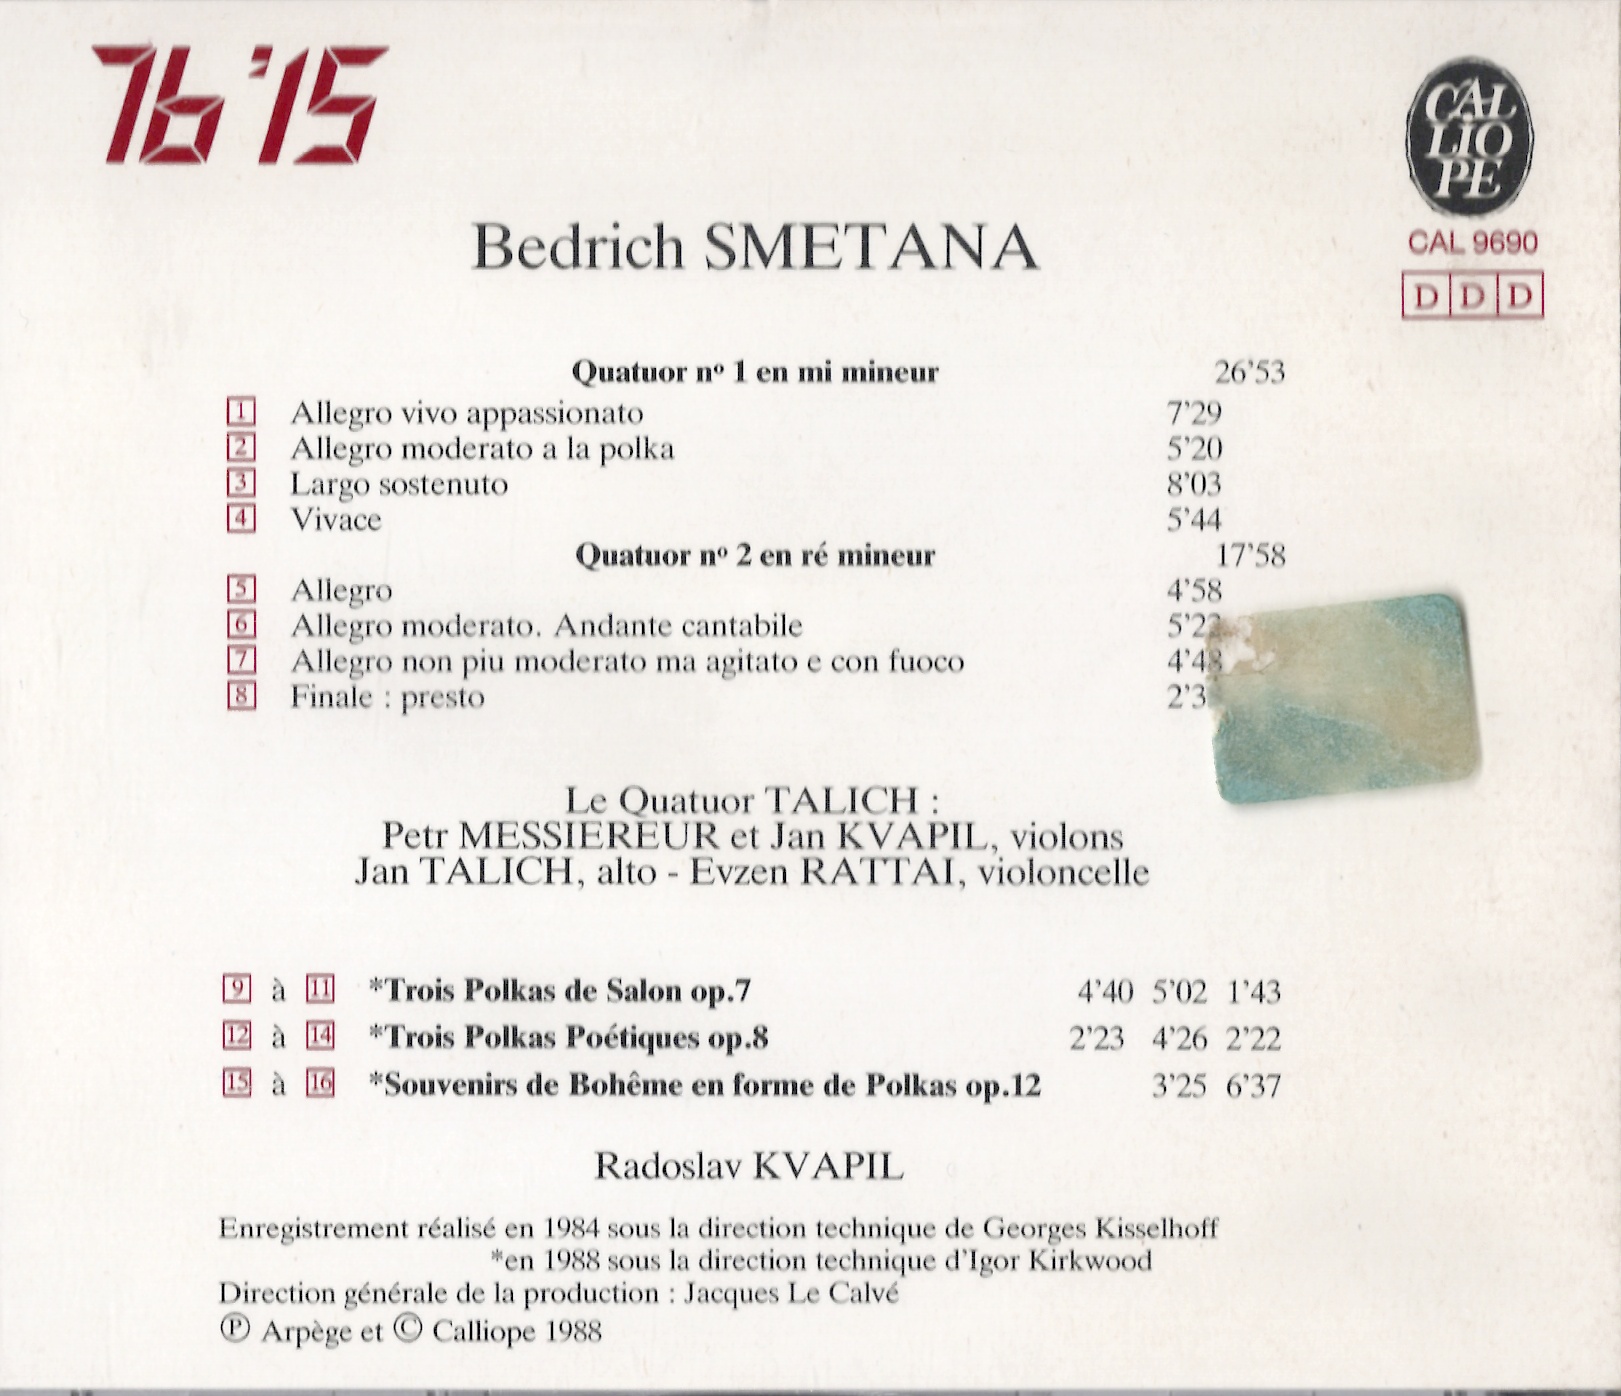 76'15
CAL
LIO
PE
CAL 9690
D D D
Bedrich SMETANA
Quatuor nº 1 en mi mineur 26'53
1 Allegro vivo appassionato 7'29
2 Allegro moderato a la polka 5'20
3 Largo sostenuto 8'03
4 Vivace 5'44
Quatuor nº 2 en ré mineur 17'58
5 Allegro 4'58
6 Allegro moderato. Andante cantabile
7 Allegro non piu moderato ma agitato e con fuoco 4'48
8 Finale : presto
Le Quatuor TALICH :
Petr MESSIEREUR et Jan KVAPIL, violons
Jan TALICH, alto - Evzen RATTAI, violoncelle
9 à 11 *Trois Polkas de Salon op.7 4'40 5'02 1'43
12 à 14 *Trois Polkas Poétiques op.8 2'23 4'26 2'22
15 à 16 *Souvenirs de Bohême en forme de Polkas op.12 3'25 6'37
Radoslav KVAPIL
Enregistrement réalisé en 1984 sous la direction technique de Georges Kisselhoff
*en 1988 sous la direction technique d'Igor Kirkwood
Direction générale de la production : Jacques Le Calvé
Ⓟ Arpège et © Calliope 1988